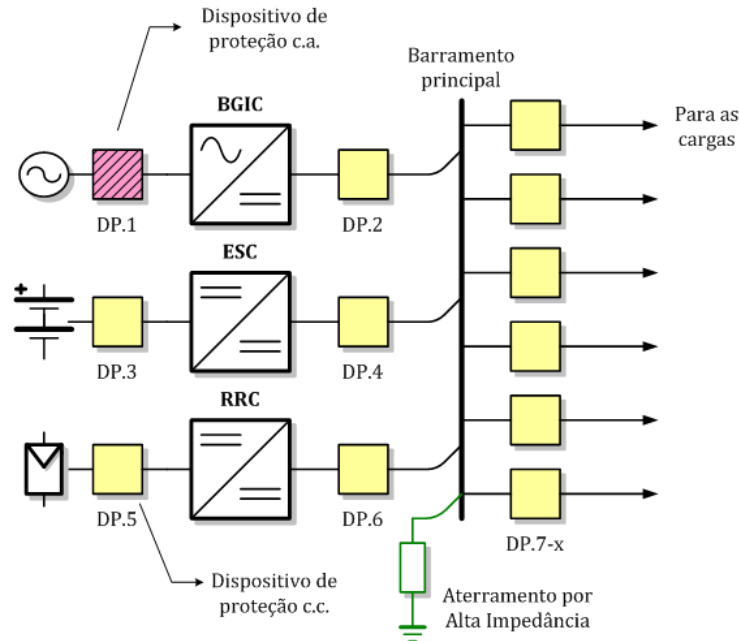 Dispositivo de
proteção c.a.
BGIC
DP.1
DP.2
Barramento
principal
Para as
cargas
ESC
+
DP.3
DP.4
RRC
DP.5
DP.6
DP.7-x
Dispositivo de
proteção c.c.
Aterramento por
Alta Impedância